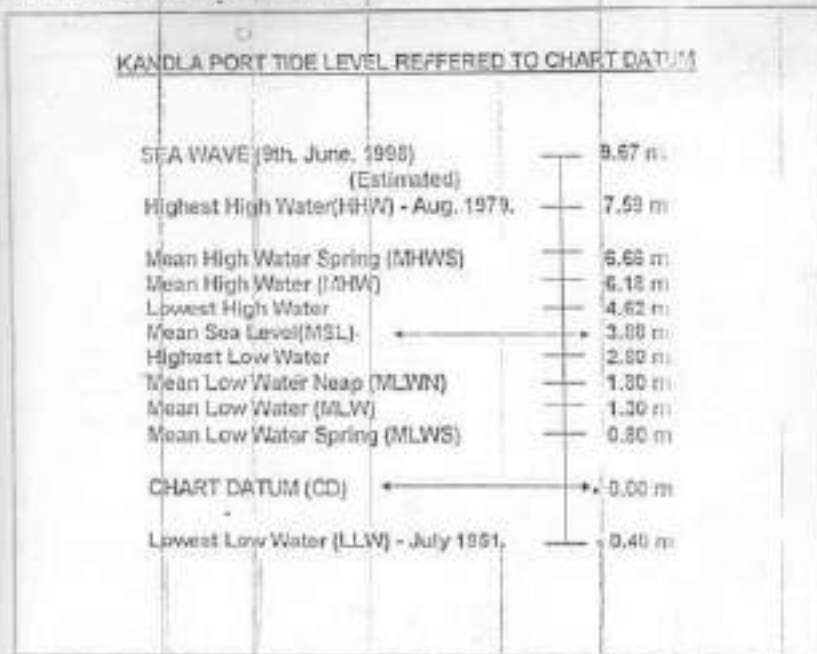 KANDLA PORT TIDE LEVEL REFFERED TO CHART DATUM
SEA WAVE (9th. June, 1998) 9.67 m
(Estimated)
Highest High Water(HHW) - Aug. 1979. 7.59 m
Mean High Water Spring (MHWS) 6.66 m
Mean High Water (MHW) 6.18 m
Lowest High Water 4.62 m
Mean Sea Level(MSL) 3.88 m
Highest Low Water 2.80 m
Mean Low Water Neap (MLWN) 1.80 m
Mean Low Water (MLW) 1.30 m
Mean Low Water Spring (MLWS) 0.80 m
CHART DATUM (CD) 0.00 m
Lowest Low Water (LLW) - July 0.40 m